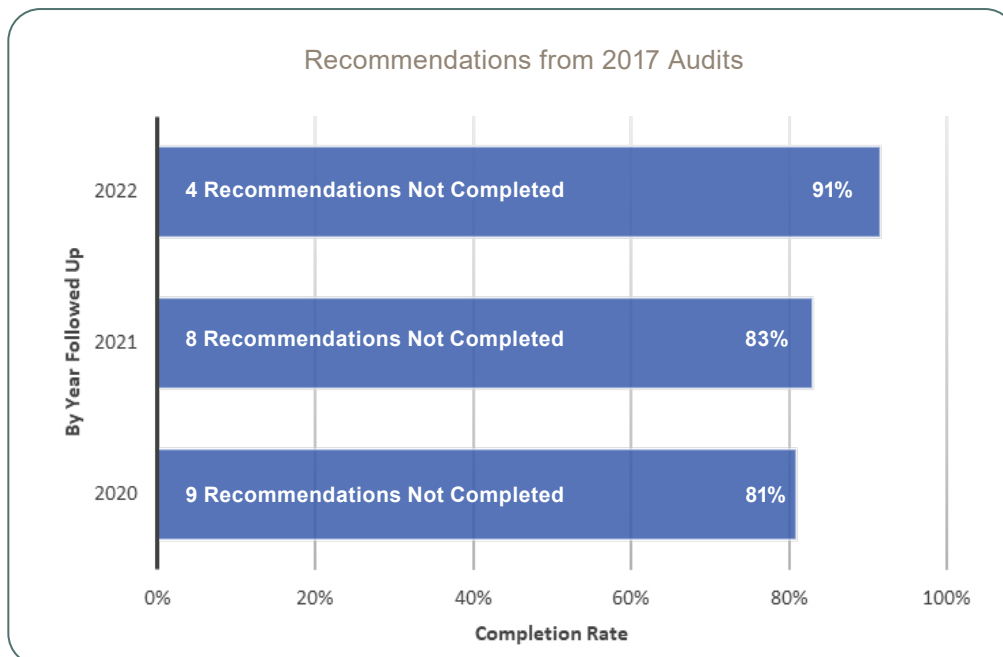 Recommendations from 2017 Audits
By Year Followed Up
2022
4 Recommendations Not Completed
91%
2021
8 Recommendations Not Completed
83%
2020
9 Recommendations Not Completed
81%
0%
20%
40%
60%
80%
100%
Completion Rate